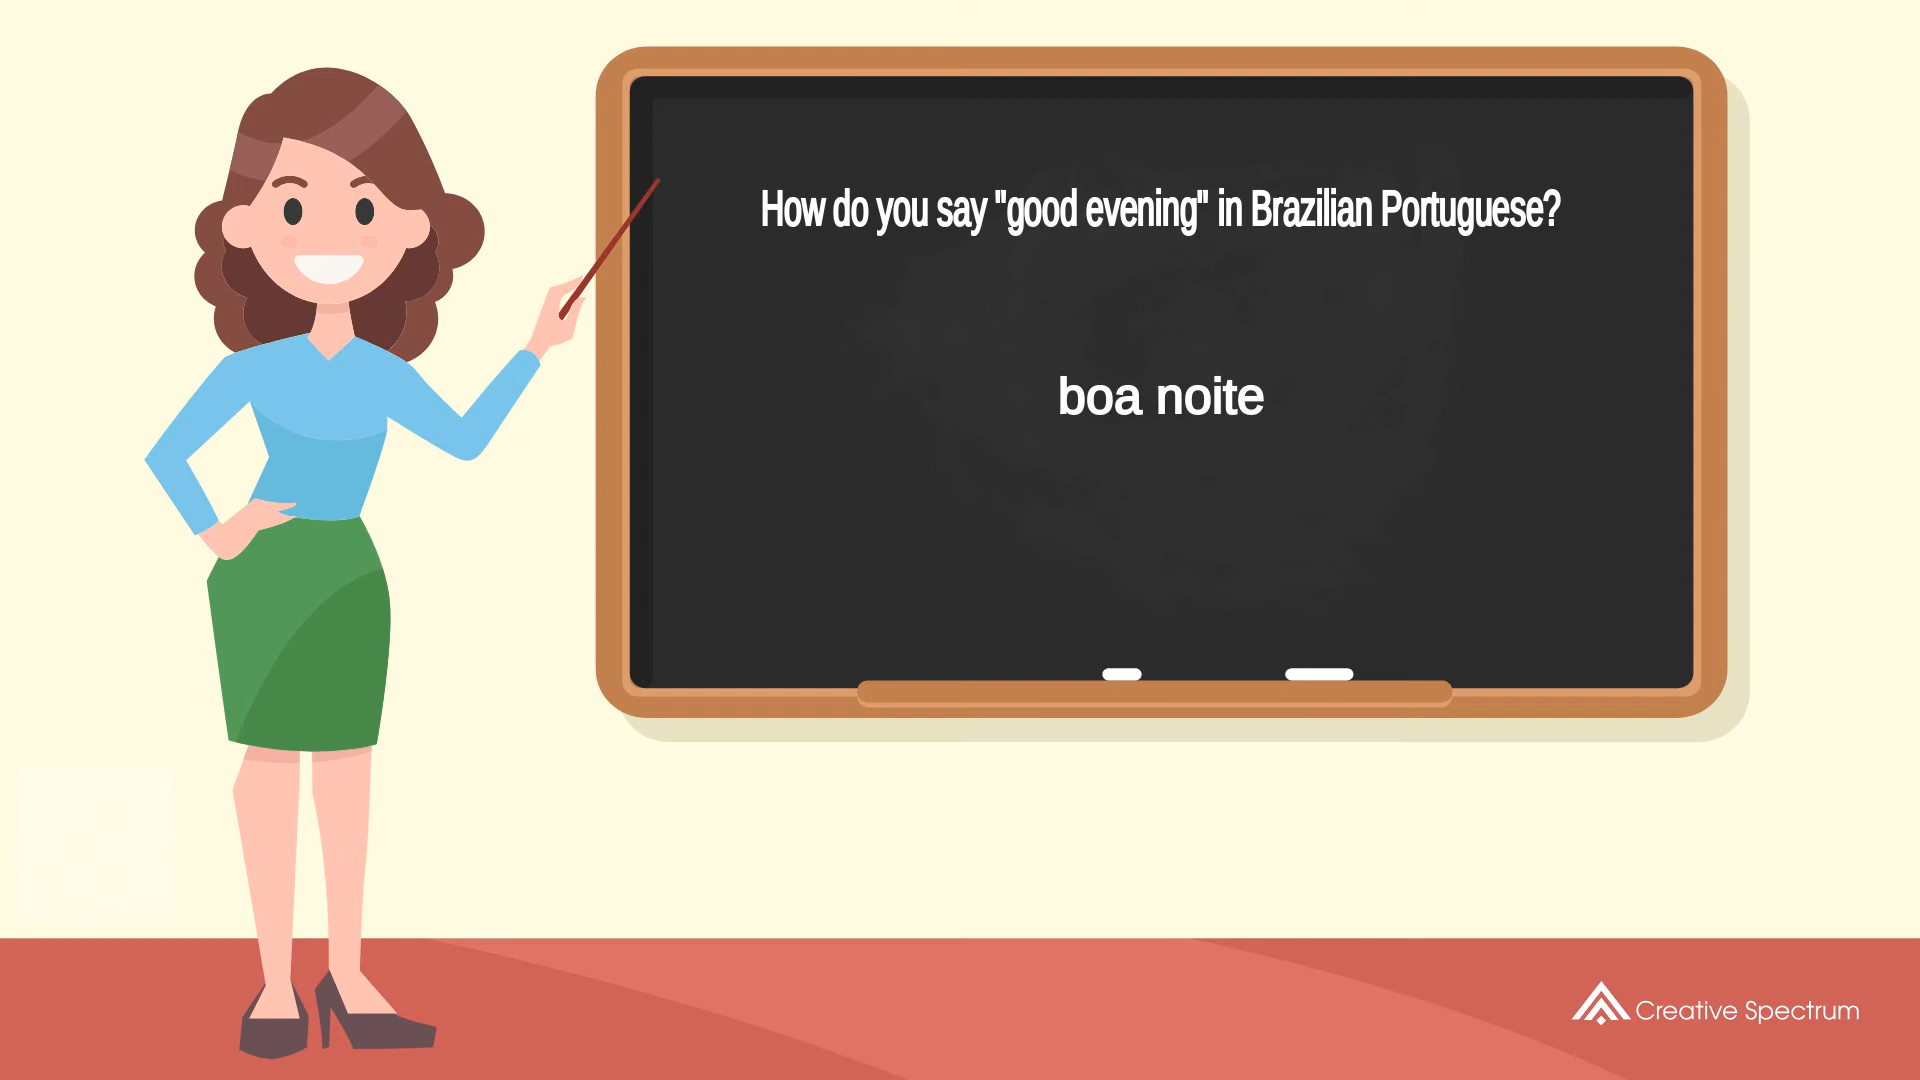 How do you say "good evening" in Brazilian Portuguese?
boa noite
Creative Spectrum